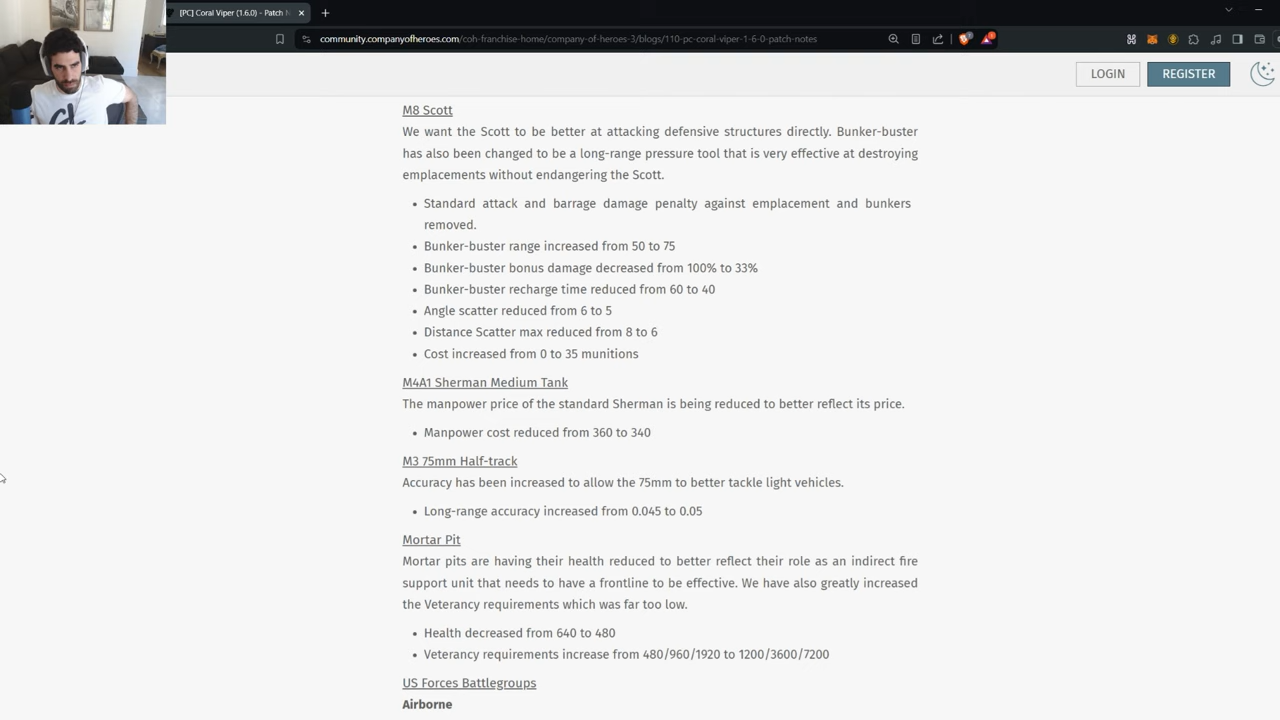 [PC] Coral Viper (1.6.0) - Patch N
community.companyofheroes.com/coh-franchise-home/company-of-heroes-3/blogs/110-pc-coral-viper-1-6-0-patch-notes
LOGIN
REGISTER
M8 Scott
We want the Scott to be better at attacking defensive structures directly. Bunker-buster
has also been changed to be a long-range pressure tool that is very effective at destroying
emplacements without endangering the Scott.
• Standard attack and barrage damage penalty against emplacement and bunkers
removed.
• Bunker-buster range increased from 50 to 75
• Bunker-buster bonus damage decreased from 100% to 33%
• Bunker-buster recharge time reduced from 60 to 40
• Angle scatter reduced from 6 to 5
• Distance Scatter max reduced from 8 to 6
• Cost increased from 0 to 35 munitions
M4A1 Sherman Medium Tank
The manpower price of the standard Sherman is being reduced to better reflect its price.
• Manpower cost reduced from 360 to 340
M3 75mm Half-track
Accuracy has been increased to allow the 75mm to better tackle light vehicles.
• Long-range accuracy increased from 0.045 to 0.05
Mortar Pit
Mortar pits are having their health reduced to better reflect their role as an indirect fire
support unit that needs to have a frontline to be effective. We have also greatly increased
the Veterancy requirements which was far too low.
• Health decreased from 640 to 480
• Veterancy requirements increase from 480/960/1920 to 1200/3600/7200
US Forces Battlegroups
Airborne